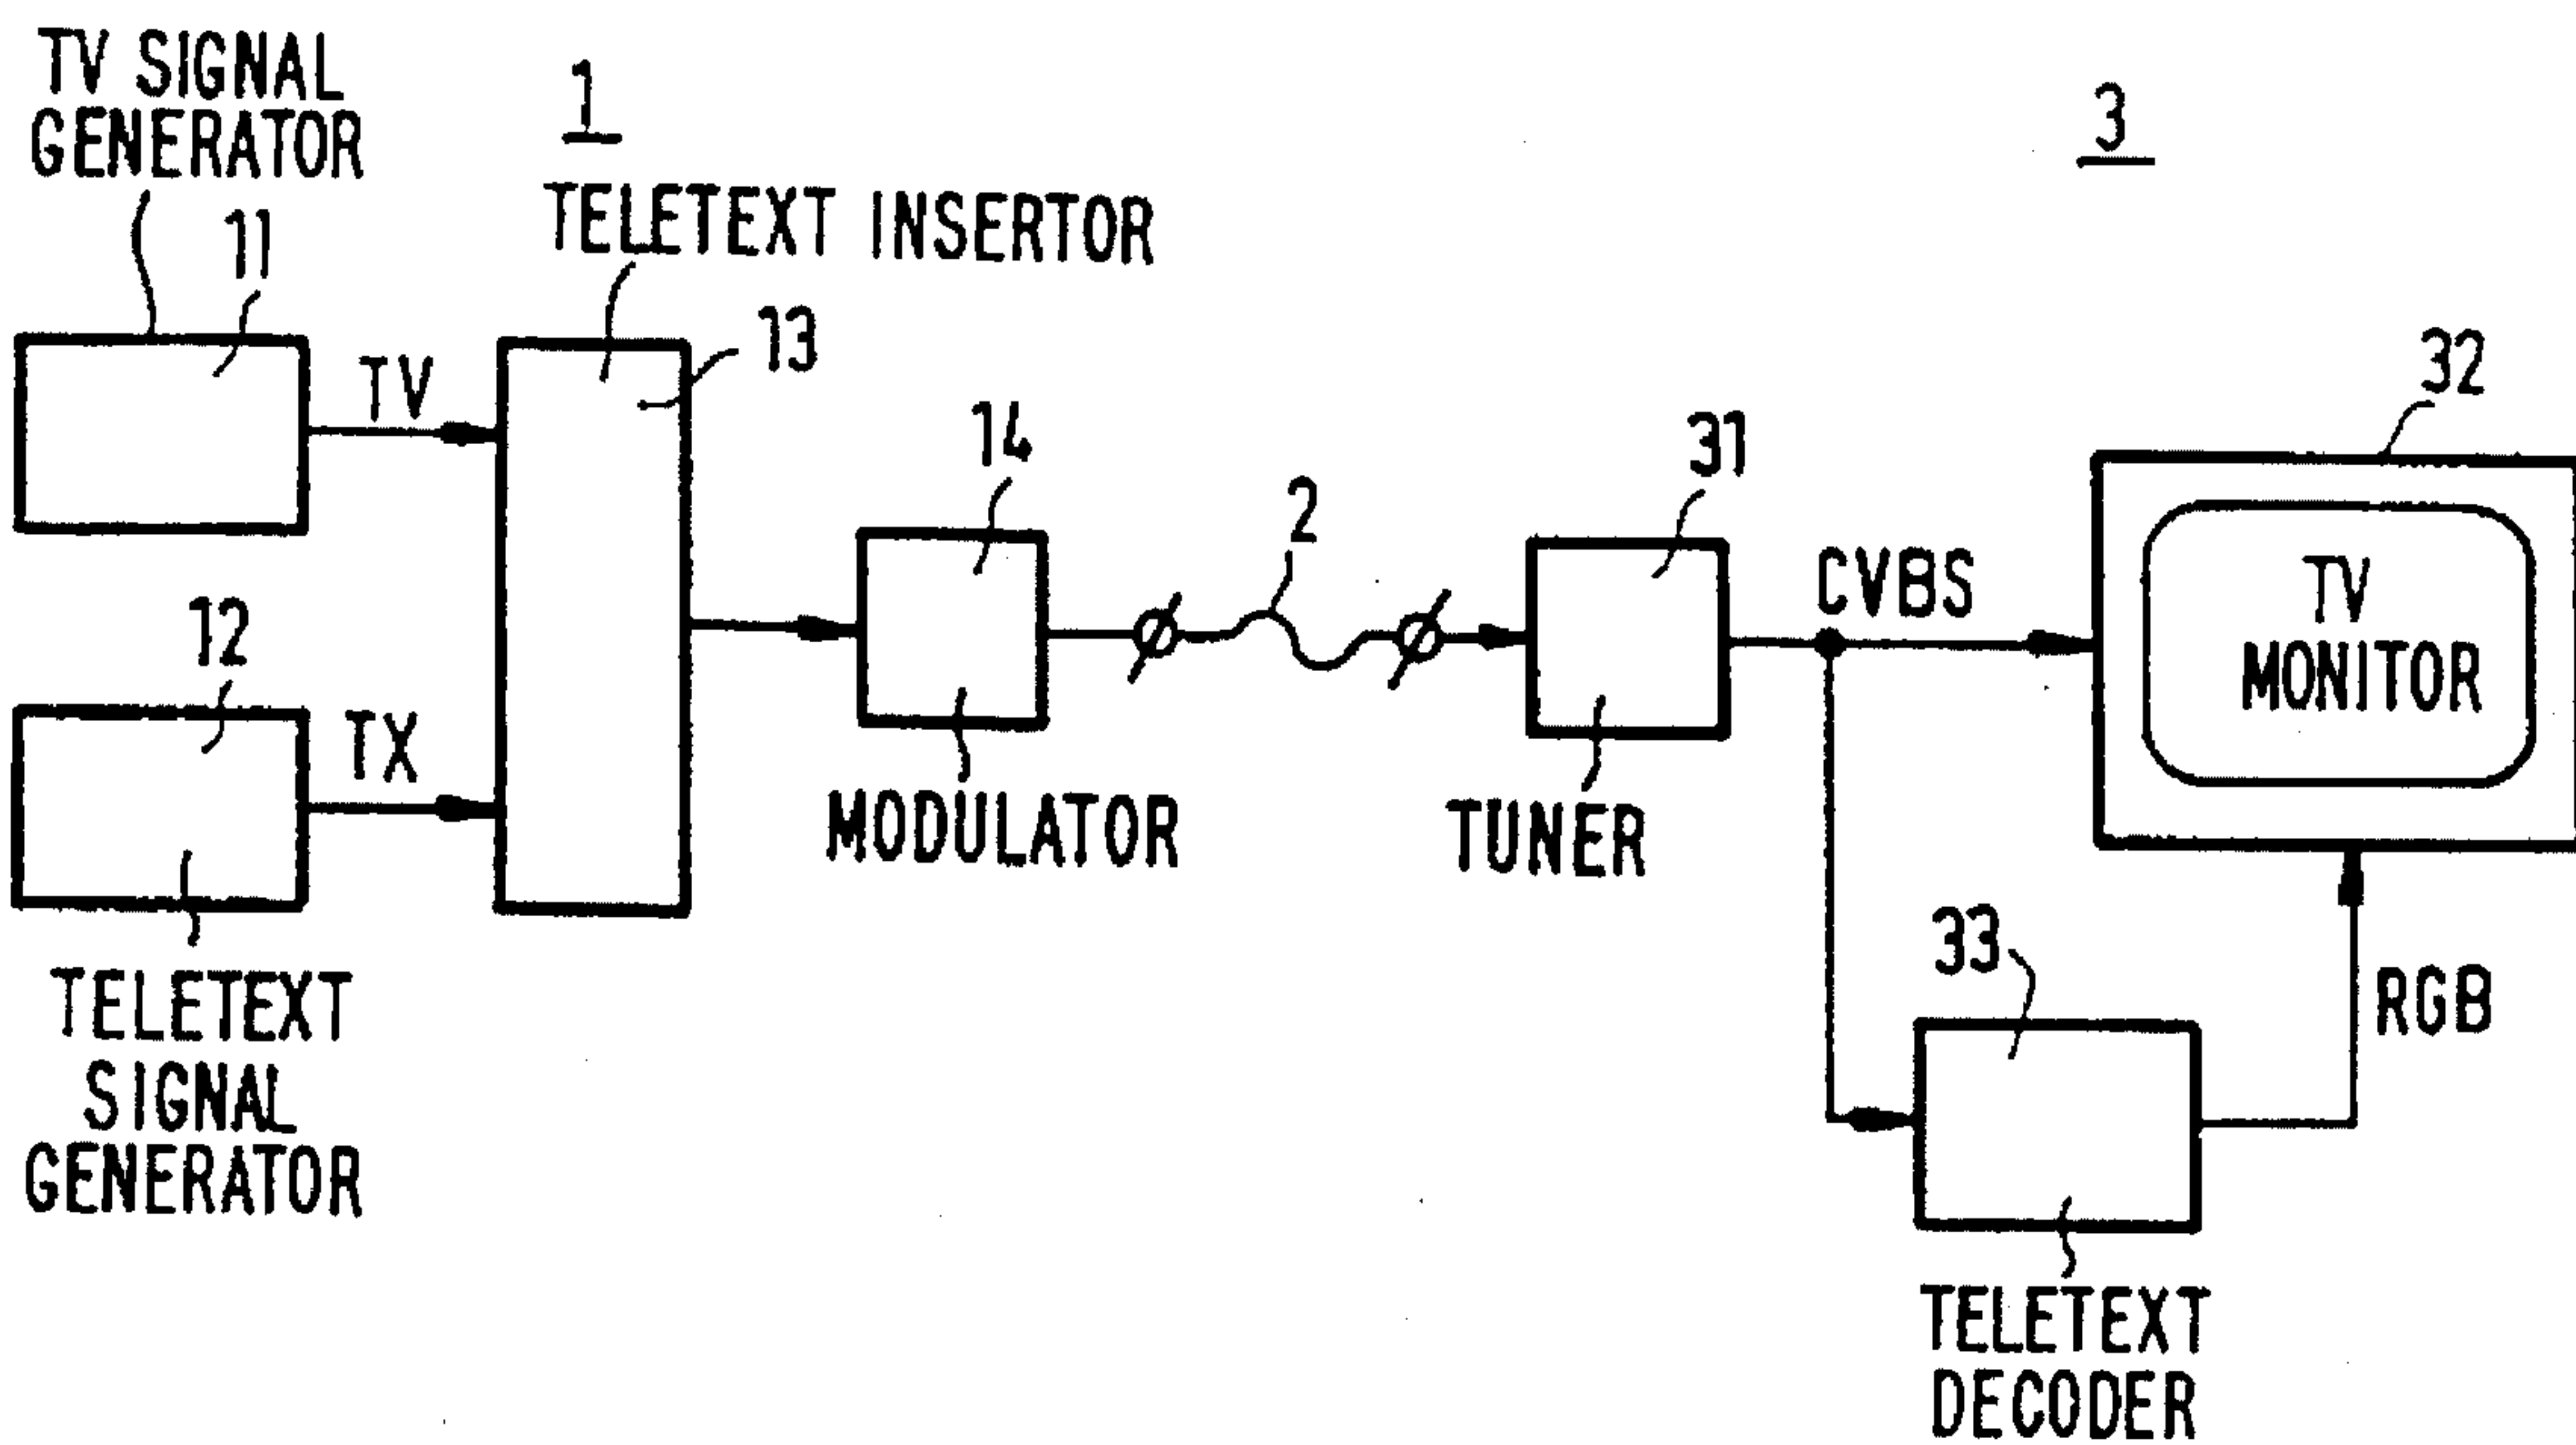 TV SIGNAL
GENERATOR
11
1
TELETEXT INSERTOR
13
TV
12
TX
TELETEXT
SIGNAL
GENERATOR
14
MODULATOR
2
3
31
TUNER
CVBS
32
TV
MONITOR
33
RGB
TELETEXT
DECODER